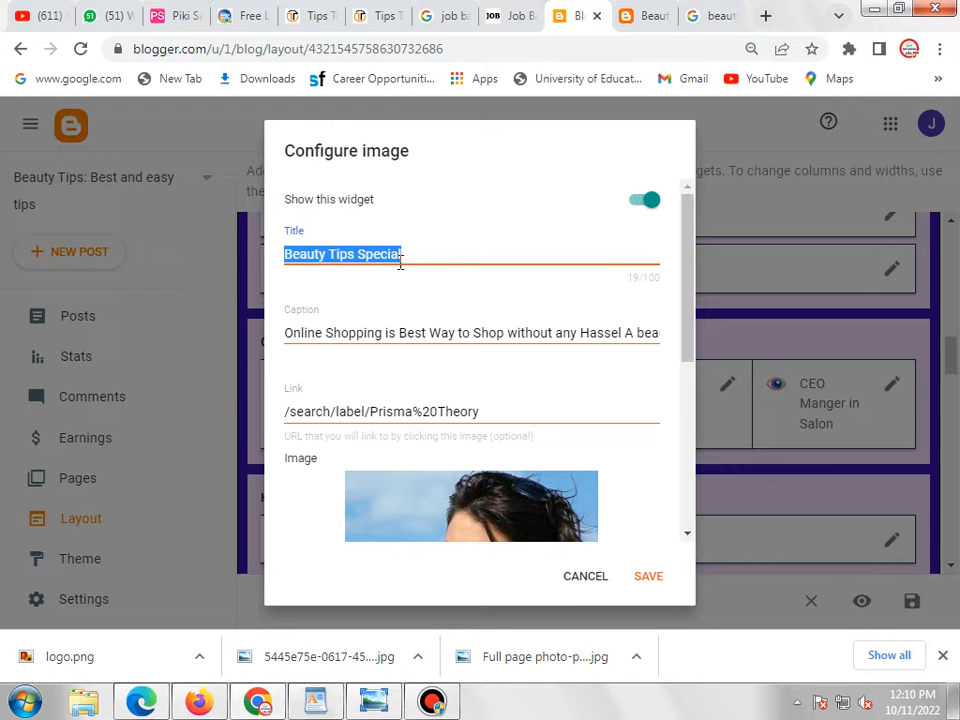 (611)
(51) W
PS
Piki Sa
Free L
Tips T
Tips T
job ba
JOB
Job B
Bl
Beaut
beaut
blogger.com/u/1/blog/layout/4321545758630732686
www.google.com
New Tab
Downloads
sf
Career Opportuniti...
Apps
University of Educat...
Gmail
YouTube
Maps
»
J
Beauty Tips: Best and easy
tips
NEW POST
Posts
Stats
Comments
Earnings
Pages
Layout
Theme
Settings
gets. To change columns and widths, use
Configure image
Show this widget
Title
Beauty Tips Special
19/100
Caption
Online Shopping is Best Way to Shop without any Hassel A bea
Link
/search/label/Prisma%20Theory
URL that you will link to by clicking this image (optional)
Image
CANCEL
SAVE
CEO
Manger in
Salon
logo.png
5445e75e-0617-45....jpg
Full page photo-p....jpg
Show all
12:10 PM
10/11/2022